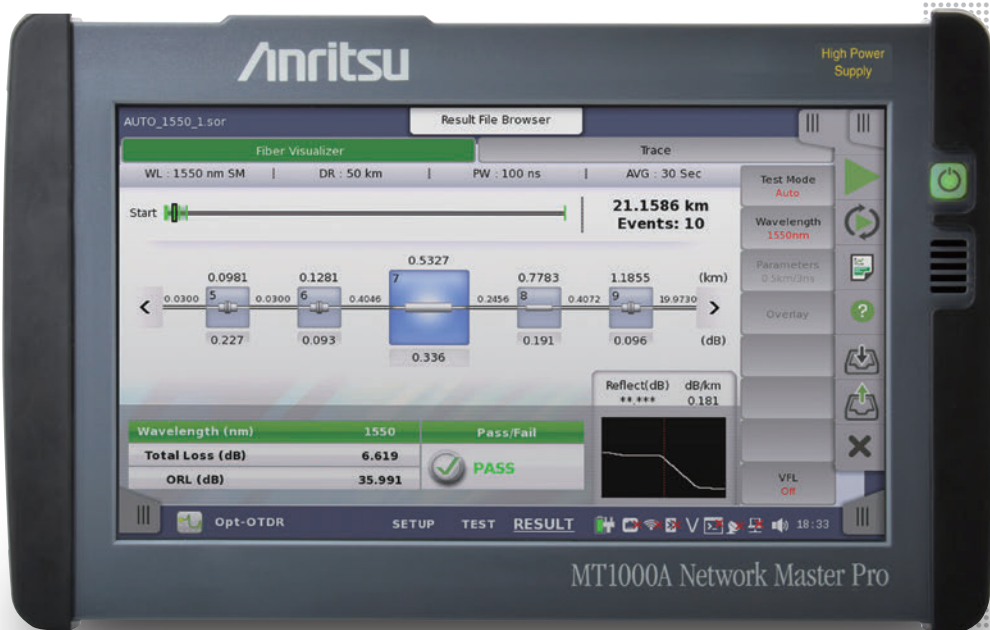 Anritsu
High Power
Supply
AUTO_1550_1.sor
Result File Browser
Fiber Visualizer
Trace
WL : 1550 nm SM | DR : 50 km | PW : 100 ns | AVG : 30 Sec
Start
21.1586 km
Events: 10
0.0981 0.1281 0.5327 0.7783 1.1855 (km)
5 6 7 8 9
0.0300 0.0300 0.4046 0.2456 0.4072 19.9730
0.227 0.093 0.336 0.191 0.096 (dB)
Reflect(dB) dB/km
**.*** 0.181
Wavelength (nm) 1550 Pass/Fail
Total Loss (dB) 6.619
PASS
ORL (dB) 35.991
Test Mode
Auto
Wavelength
1550nm
Parameters
0.5km/3ns
Overlay
VFL
Off
Opt-OTDR SETUP TEST RESULT V 18:33
MT1000A Network Master Pro